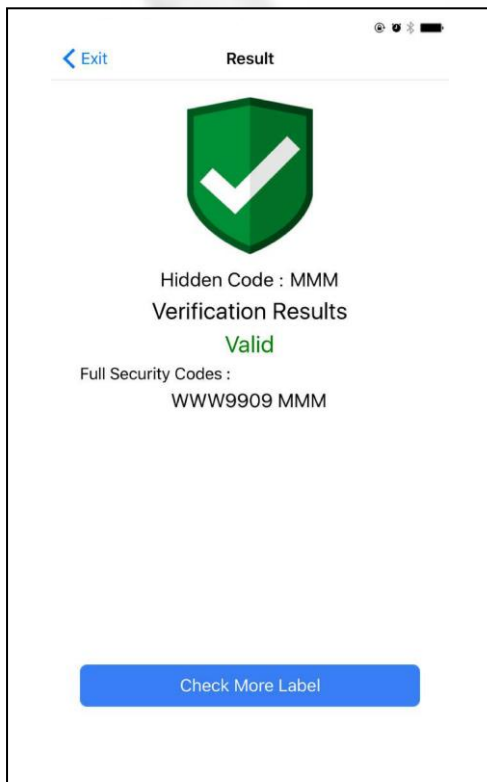 Exit
Result
Hidden Code : MMM
Verification Results
Valid
Full Security Codes :
WWW9909 MMM
Check More Label